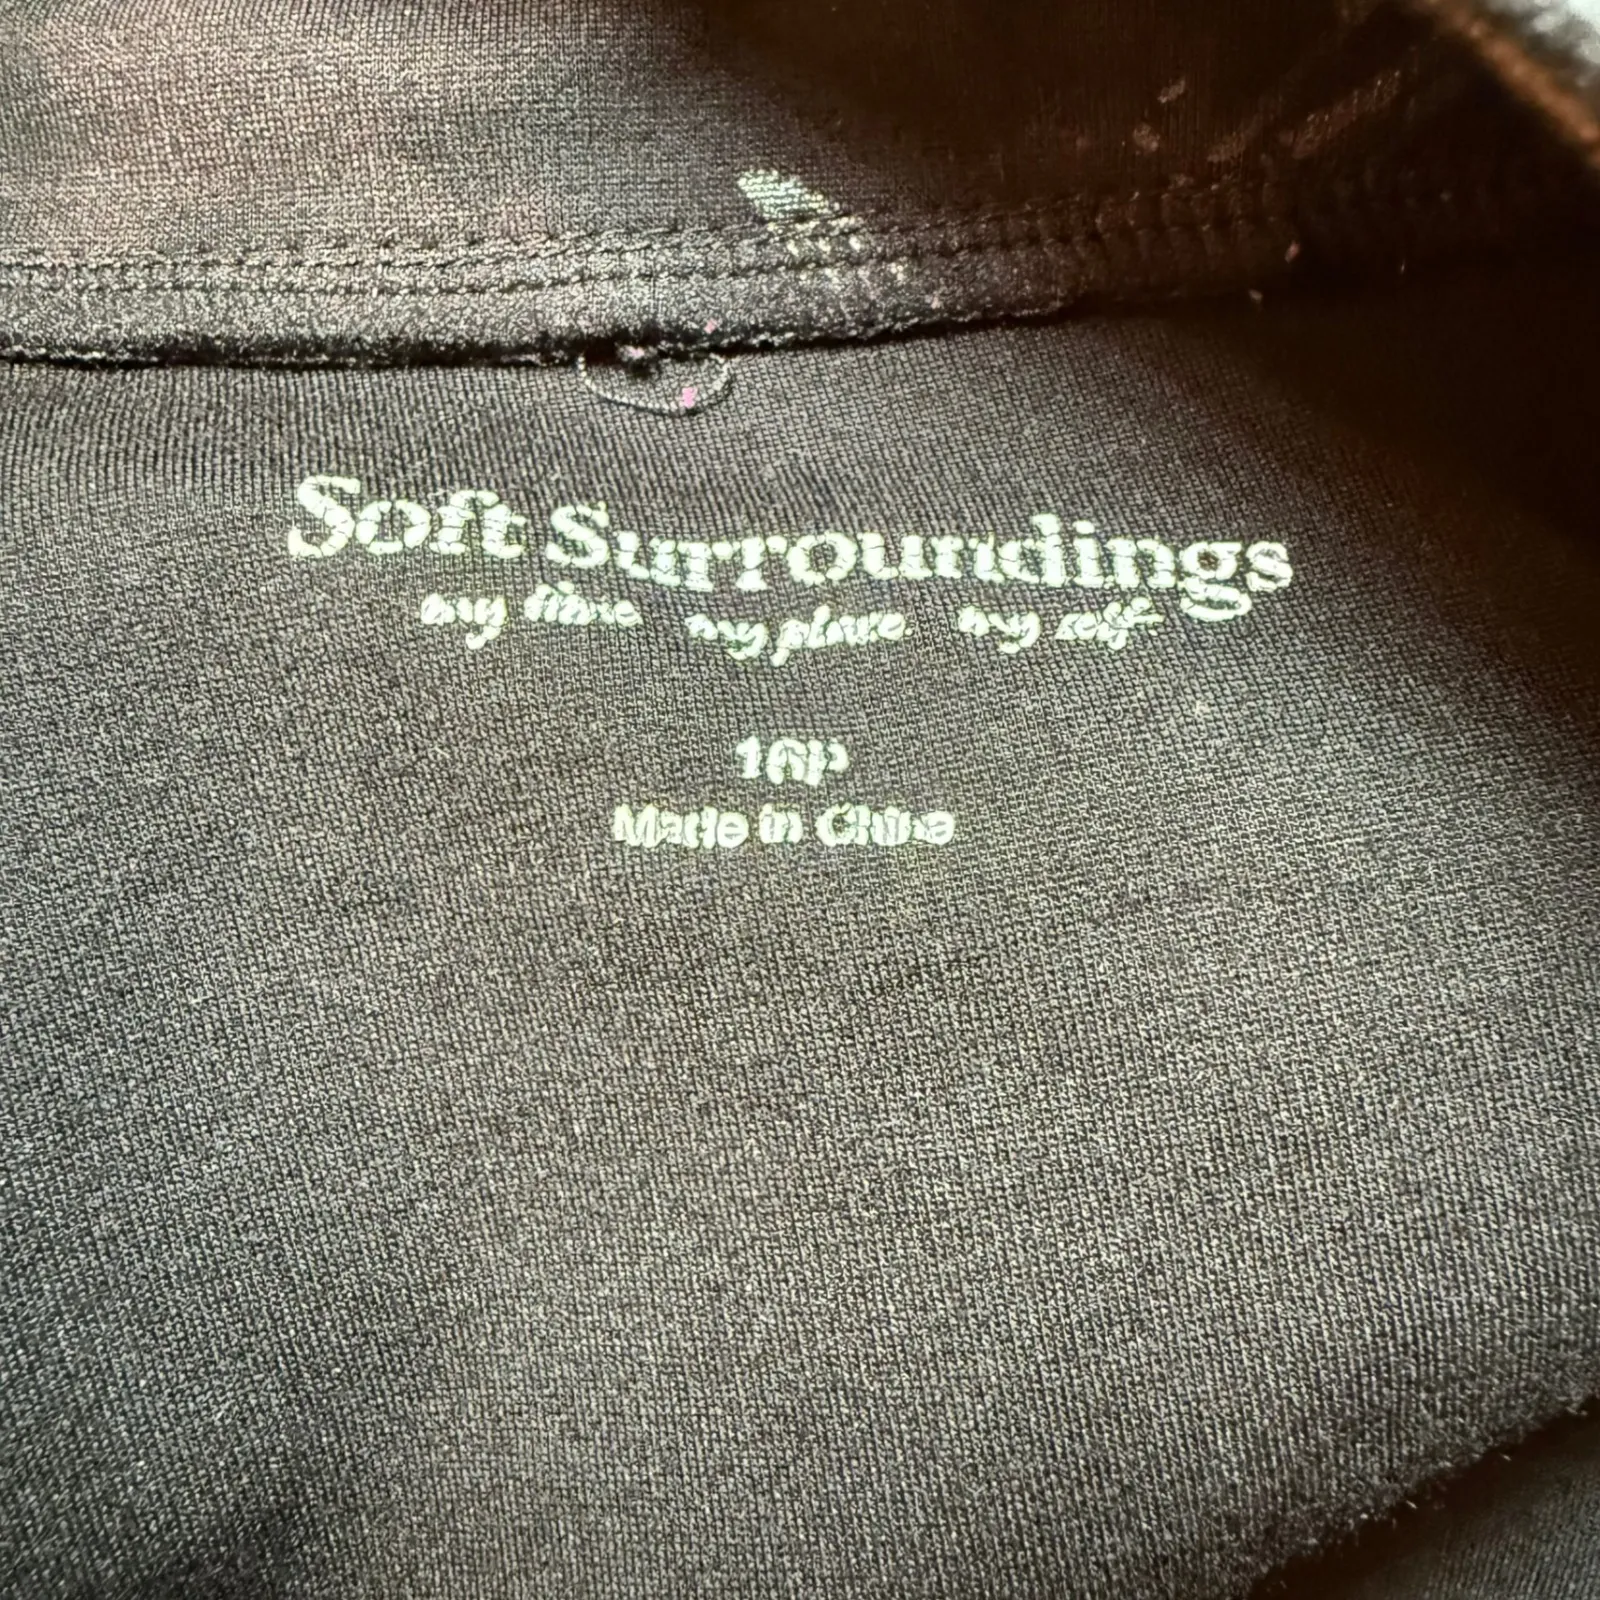 Soft Surroundings
my time. my place. my self.
16P
Made in China